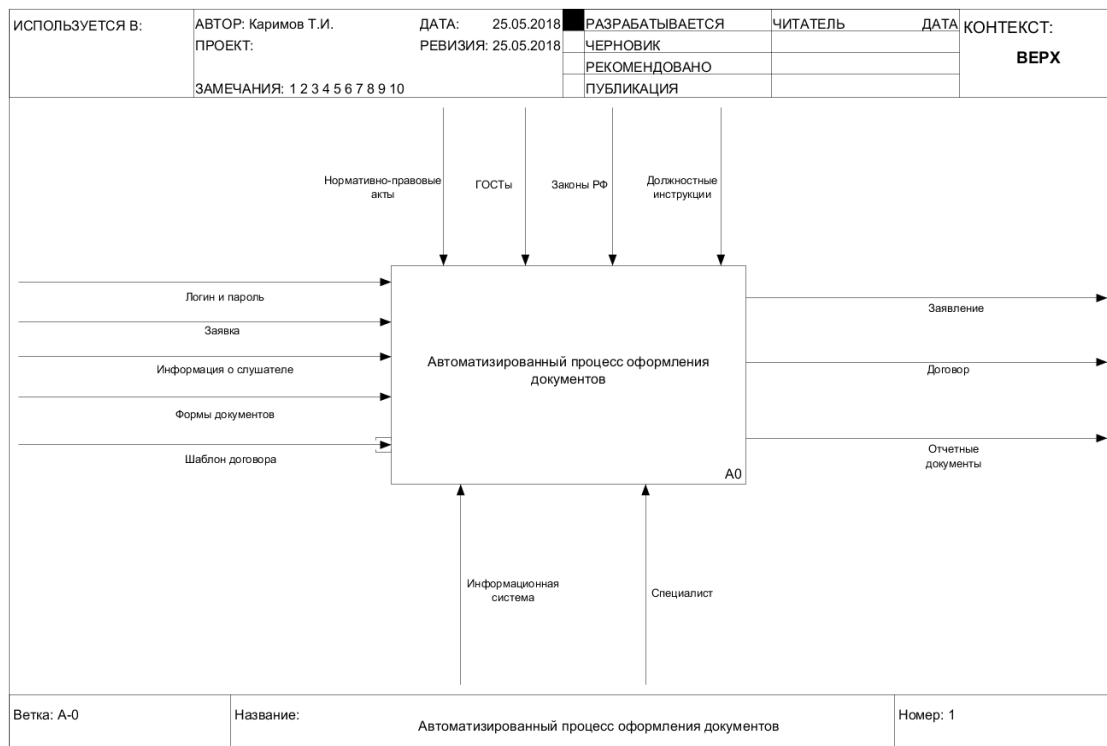 ИСПОЛЬЗУЕТСЯ В:
АВТОР: Каримов Т.И.
ДАТА: 25.05.2018
ПРОЕКТ:
РЕВИЗИЯ: 25.05.2018
ЗАМЕЧАНИЯ: 1 2 3 4 5 6 7 8 9 10
РАЗРАБАТЫВАЕТСЯ
ЧЕРНОВИК
РЕКОМЕНДОВАНО
ПУБЛИКАЦИЯ
ЧИТАТЕЛЬ
ДАТА
КОНТЕКСТ:
ВЕРХ
Нормативно-правовые
акты
ГОСТы
Законы РФ
Должностные
инструкции
Логин и пароль
Заявка
Информация о слушателе
Формы документов
Шаблон договора
Автоматизированный процесс оформления
документов
A0
Заявление
Договор
Отчетные
документы
Информационная
система
Специалист
Ветка: A-0
Название:
Автоматизированный процесс оформления документов
Номер: 1